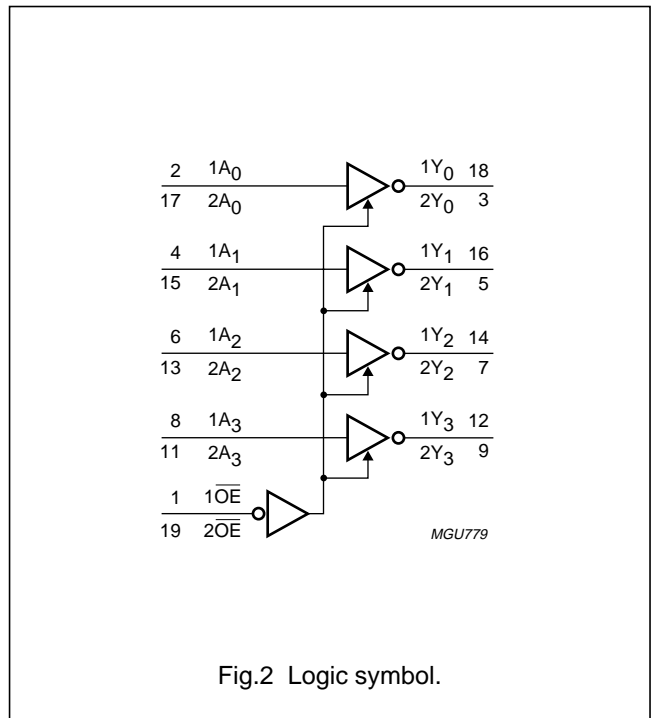 2 1A0 1Y0 18
17 2A0 2Y0 3
4 1A1 1Y1 16
15 2A1 2Y1 5
6 1A2 1Y2 14
13 2A2 2Y2 7
8 1A3 1Y3 12
11 2A3 2Y3 9
1 1O̅E̅
19 2O̅E̅
MGU779
Fig.2 Logic symbol.